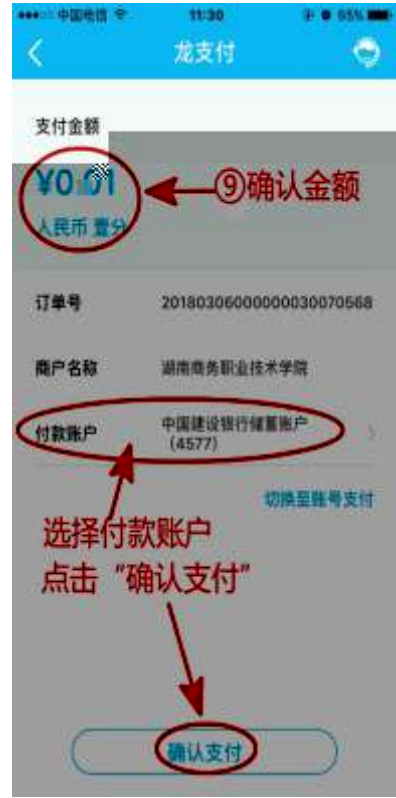 中国电信 11:30 65%
龙支付
支付金额
¥0.01
⑨确认金额
人民币 壹分
订单号 20180306000000030070568
商户名称 湖南商务职业技术学院
付款账户 中国建设银行储蓄账户
(4577)
切换至账号支付
选择付款账户
点击“确认支付”
确认支付